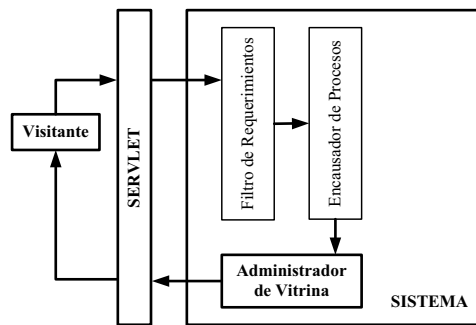 Visitante
SERVLET
Filtro de Requerimientos
Encausador de Procesos
Administrador
de Vitrina
SISTEMA